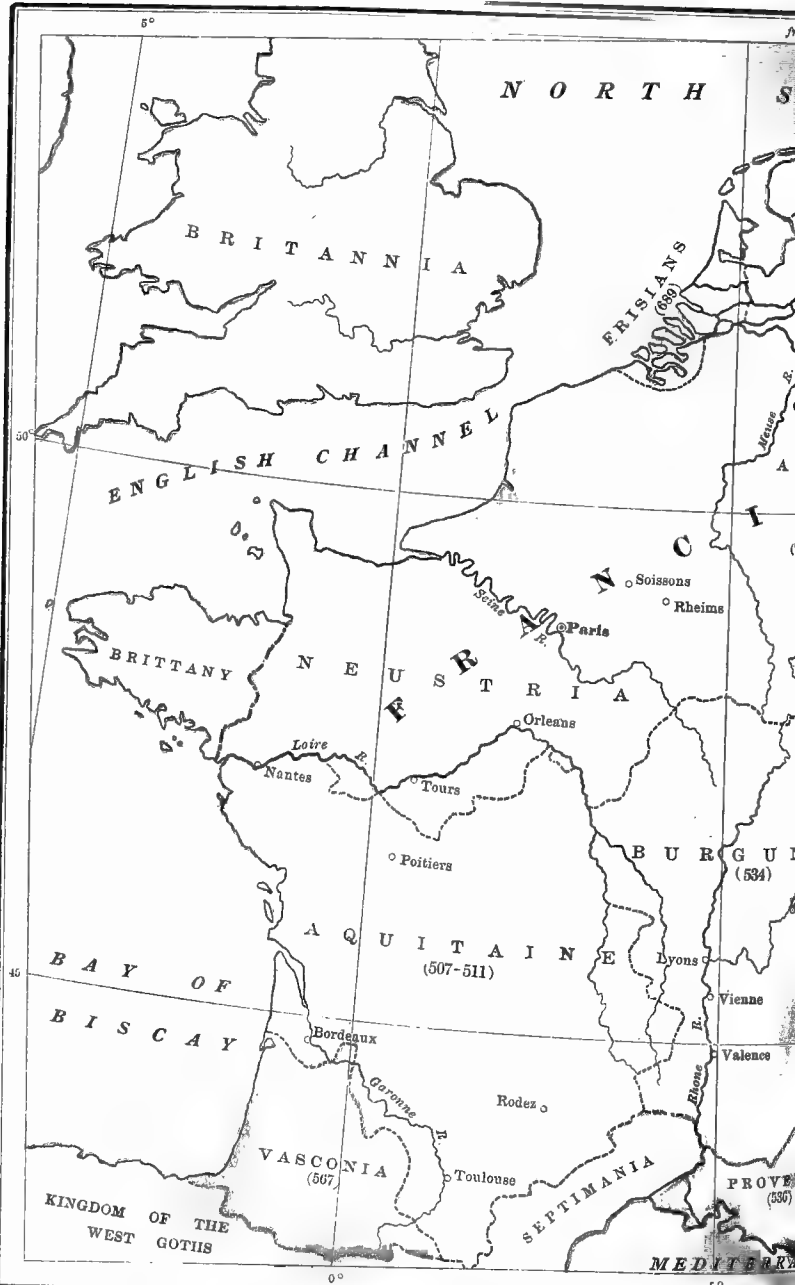 5°
NORTH S
BRITANNIA
FRISIANS
(689)
Meuse R.
50°
ENGLISH CHANNEL
A
FRANCI
Soissons
Rheims
Seine R.
Paris
BRITTANY
NEUSTRIA
Orleans
Loire R.
Nantes
Tours
Poitiers
BURGUN
(534)
AQUITAINE
(507-511)
Lyons
45
BAY OF
BISCAY
Vienne
Bordeaux
Valence
Garonne R.
Rodez
Rhone R.
VASCONIA
(567)
Toulouse
SEPTIMANIA
PROVE
(536)
KINGDOM OF THE
WEST GOTHS
MEDITERRA
0°